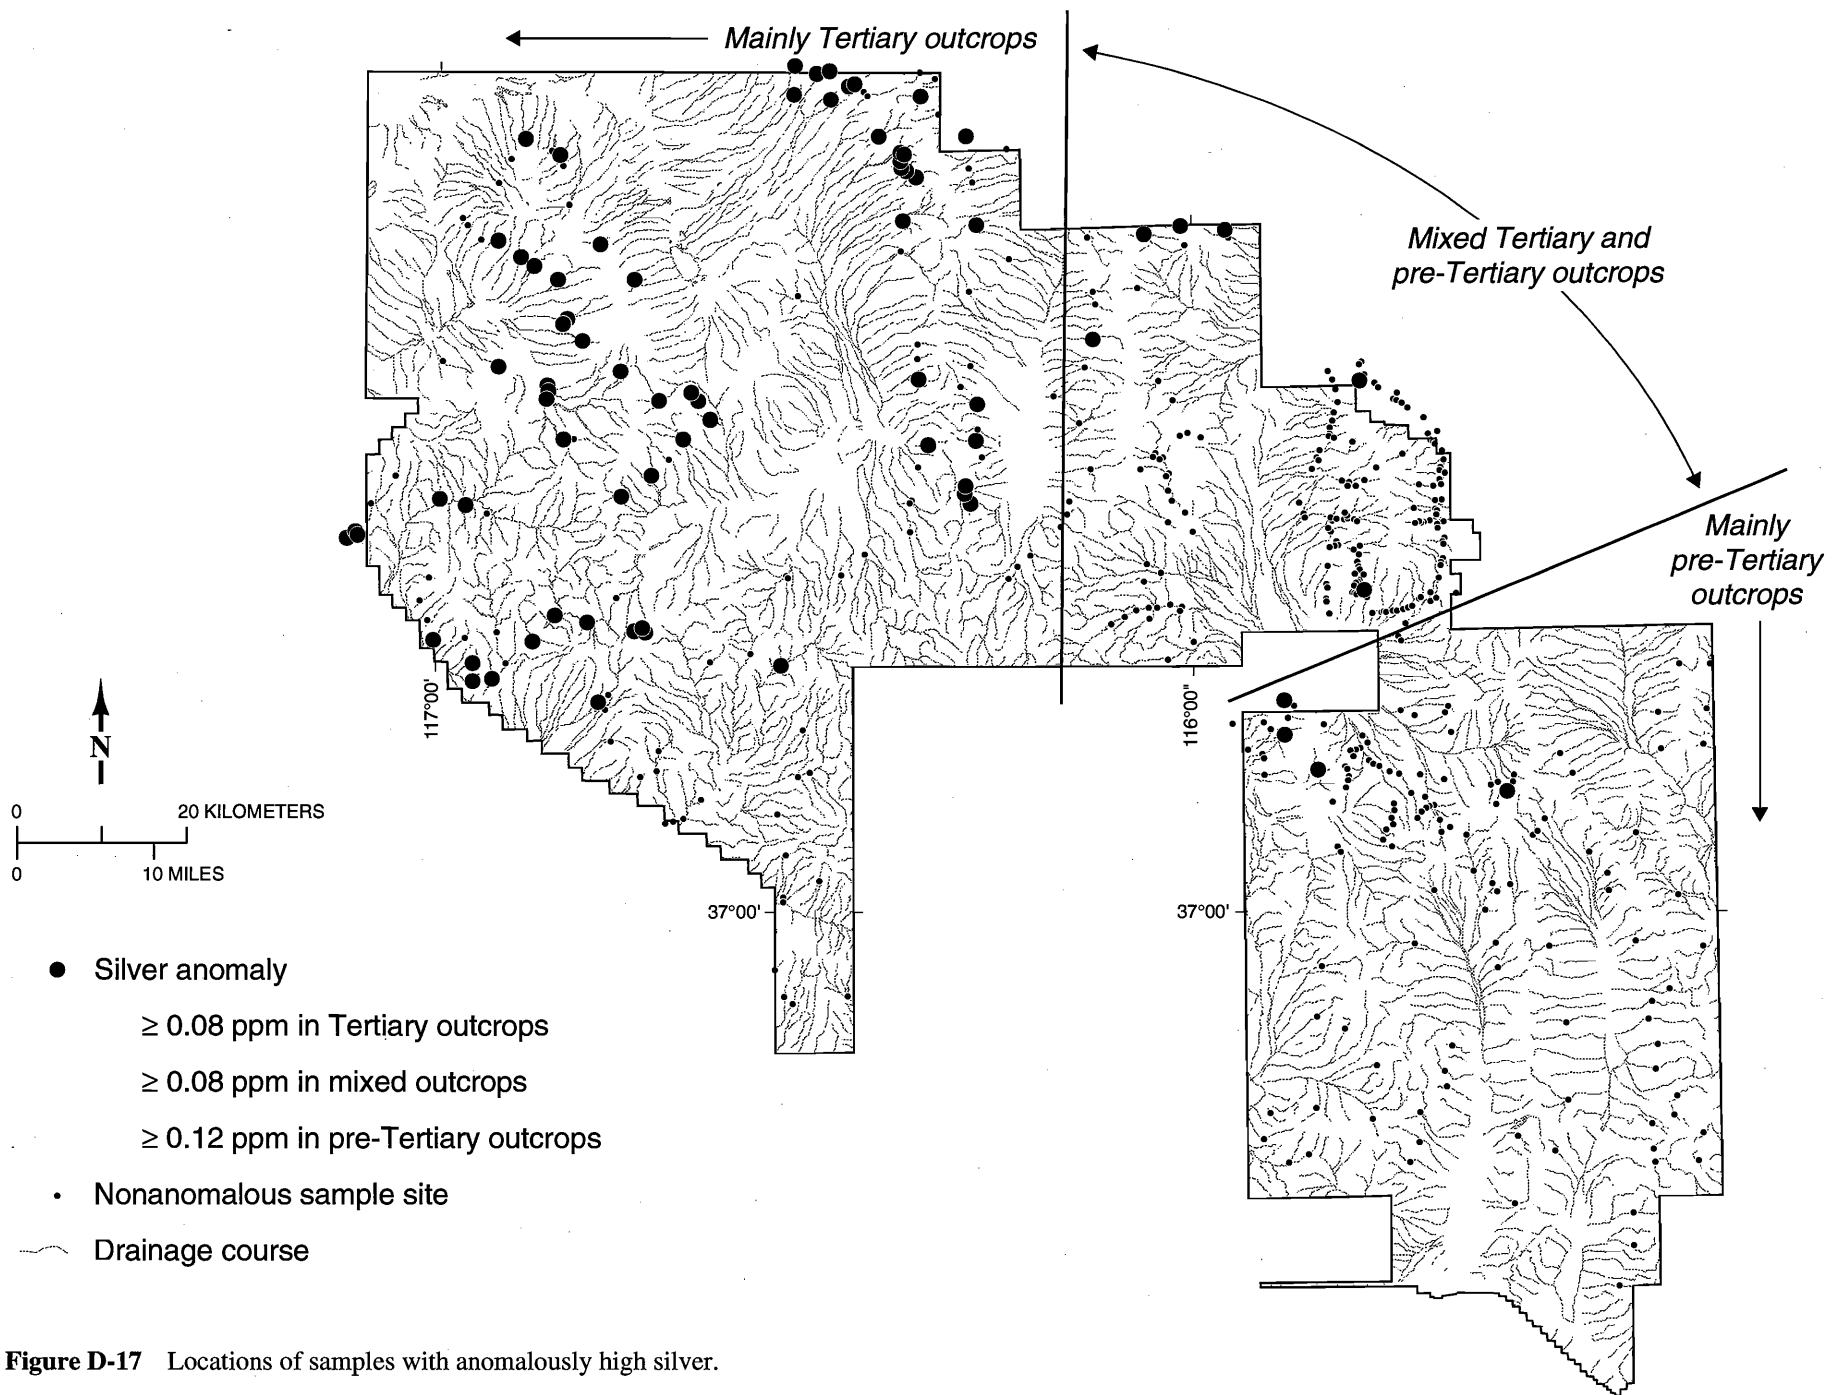 Mainly Tertiary outcrops
Mixed Tertiary and
pre-Tertiary outcrops
Mainly
pre-Tertiary
outcrops
117°00'
116°00"
N
0 20 KILOMETERS
0 10 MILES
37°00'
37°00'
Silver anomaly
≥ 0.08 ppm in Tertiary outcrops
≥ 0.08 ppm in mixed outcrops
≥ 0.12 ppm in pre-Tertiary outcrops
Nonanomalous sample site
Drainage course
Figure D-17 Locations of samples with anomalously high silver.